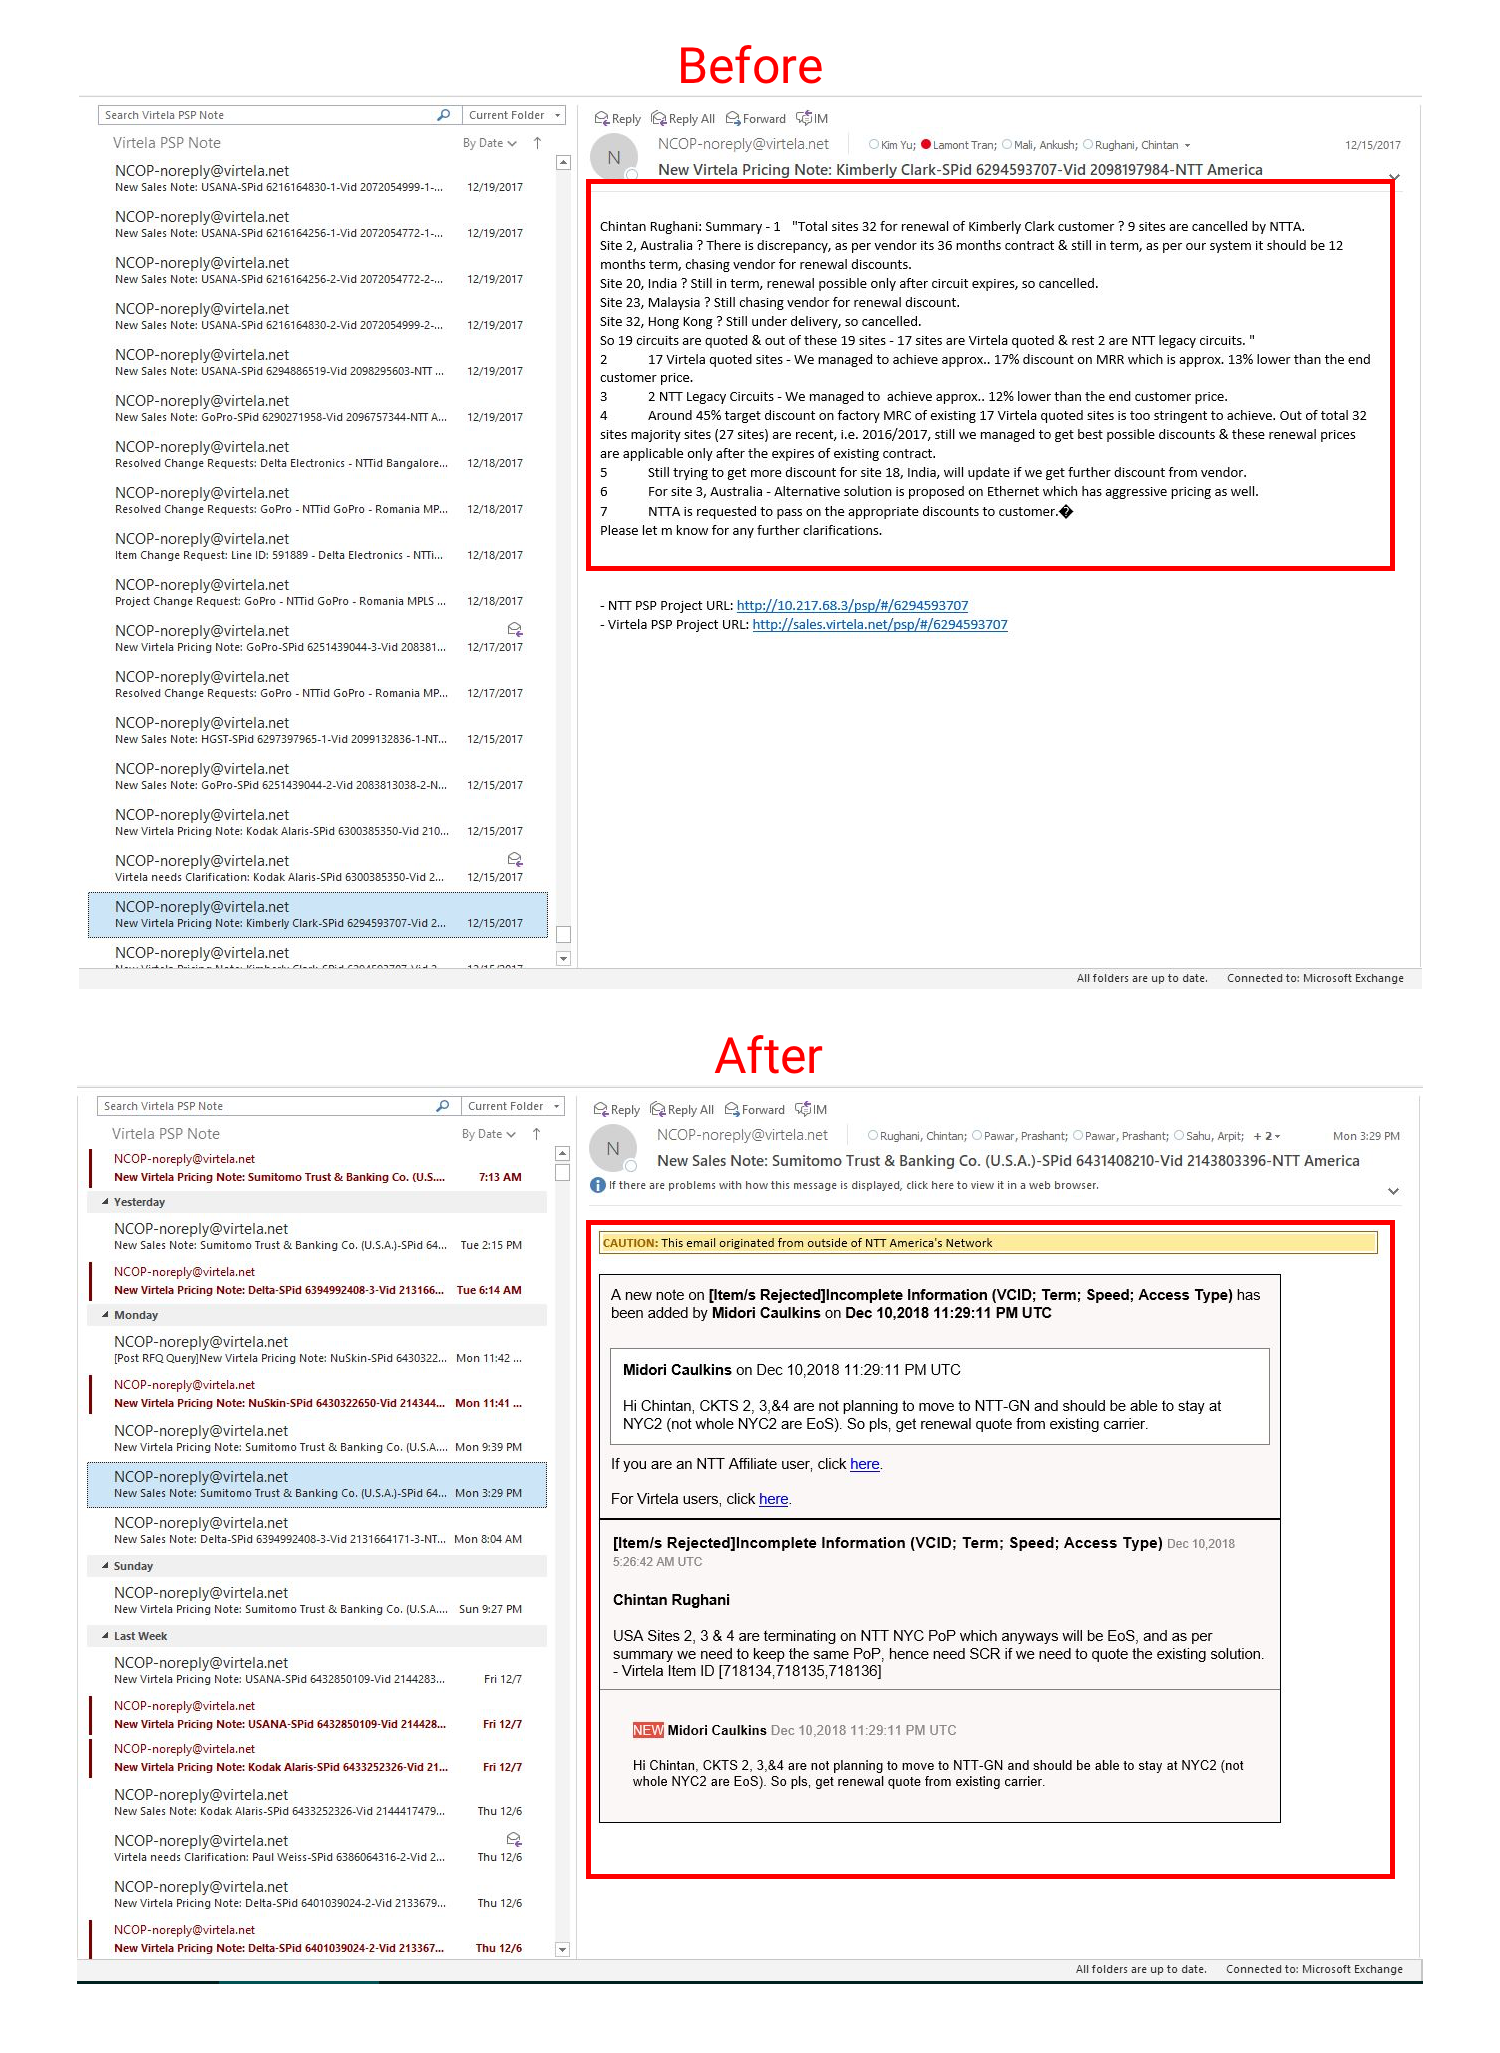 Before
Search Virtela PSP Note
Current Folder
Virtela PSP Note
By Date
NCOP-noreply@virtela.net
New Sales Note: USANA-SPid 6216164830-1-Vid 2072054999-1-... 12/19/2017
NCOP-noreply@virtela.net
New Sales Note: USANA-SPid 6216164256-1-Vid 2072054772-1-... 12/19/2017
NCOP-noreply@virtela.net
New Sales Note: USANA-SPid 6216164256-2-Vid 2072054772-2-... 12/19/2017
NCOP-noreply@virtela.net
New Sales Note: USANA-SPid 6216164830-2-Vid 2072054999-2-... 12/19/2017
NCOP-noreply@virtela.net
New Sales Note: USANA-SPid 6294886519-Vid 2098295603-NTT ... 12/19/2017
NCOP-noreply@virtela.net
New Sales Note: GoPro-SPid 6290271958-Vid 2096757344-NTT A... 12/19/2017
NCOP-noreply@virtela.net
Resolved Change Requests: Delta Electronics - NTTid Bangalore... 12/18/2017
NCOP-noreply@virtela.net
Resolved Change Requests: GoPro - NTTid GoPro - Romania MP... 12/18/2017
NCOP-noreply@virtela.net
Item Change Request: Line ID: 591889 - Delta Electronics - NTTi... 12/18/2017
NCOP-noreply@virtela.net
Project Change Request: GoPro - NTTid GoPro - Romania MPLS ... 12/18/2017
NCOP-noreply@virtela.net
New Virtela Pricing Note: GoPro-SPid 6251439044-3-Vid 208381... 12/17/2017
NCOP-noreply@virtela.net
Resolved Change Requests: GoPro - NTTid GoPro - Romania MP... 12/17/2017
NCOP-noreply@virtela.net
New Sales Note: HGST-SPid 6297397965-1-Vid 2099132836-1-NT... 12/15/2017
NCOP-noreply@virtela.net
New Sales Note: GoPro-SPid 6251439044-2-Vid 2083813038-2-N... 12/15/2017
NCOP-noreply@virtela.net
New Virtela Pricing Note: Kodak Alaris-SPid 6300385350-Vid 210... 12/15/2017
NCOP-noreply@virtela.net
Virtela needs Clarification: Kodak Alaris-SPid 6300385350-Vid 2... 12/15/2017
NCOP-noreply@virtela.net
New Virtela Pricing Note: Kimberly Clark-SPid 6294593707-Vid 2... 12/15/2017
NCOP-noreply@virtela.net
Reply Reply All Forward IM
N
NCOP-noreply@virtela.net
Kim Yu; Lamont Tran; Mali, Ankush; Rughani, Chintan
12/15/2017
New Virtela Pricing Note: Kimberly Clark-SPid 6294593707-Vid 2098197984-NTT America
Chintan Rughani: Summary - 1 "Total sites 32 for renewal of Kimberly Clark customer ? 9 sites are cancelled by NTTA.
Site 2, Australia ? There is discrepancy, as per vendor its 36 months contract & still in term, as per our system it should be 12
months term, chasing vendor for renewal discounts.
Site 20, India ? Still in term, renewal possible only after circuit expires, so cancelled.
Site 23, Malaysia ? Still chasing vendor for renewal discount.
Site 32, Hong Kong ? Still under delivery, so cancelled.
So 19 circuits are quoted & out of these 19 sites - 17 sites are Virtela quoted & rest 2 are NTT legacy circuits. "
2 17 Virtela quoted sites - We managed to achieve approx.. 17% discount on MRR which is approx. 13% lower than the end
customer price.
3 2 NTT Legacy Circuits - We managed to achieve approx.. 12% lower than the end customer price.
4 Around 45% target discount on factory MRC of existing 17 Virtela quoted sites is too stringent to achieve. Out of total 32
sites majority sites (27 sites) are recent, i.e. 2016/2017, still we managed to get best possible discounts & these renewal prices
are applicable only after the expires of existing contract.
5 Still trying to get more discount for site 18, India, will update if we get further discount from vendor.
6 For site 3, Australia - Alternative solution is proposed on Ethernet which has aggressive pricing as well.
7 NTTA is requested to pass on the appropriate discounts to customer.�
Please let m know for any further clarifications.
- NTT PSP Project URL: http://10.217.68.3/psp/#/6294593707
- Virtela PSP Project URL: http://sales.virtela.net/psp/#/6294593707
All folders are up to date. Connected to: Microsoft Exchange
After
Search Virtela PSP Note
Current Folder
Virtela PSP Note
By Date
NCOP-noreply@virtela.net
New Virtela Pricing Note: Sumitomo Trust & Banking Co. (U.S.... 7:13 AM
Yesterday
NCOP-noreply@virtela.net
New Sales Note: Sumitomo Trust & Banking Co. (U.S.A.)-SPid 64... Tue 2:15 PM
NCOP-noreply@virtela.net
New Virtela Pricing Note: Delta-SPid 6394992408-3-Vid 213166... Tue 6:14 AM
Monday
NCOP-noreply@virtela.net
[Post RFQ Query]New Virtela Pricing Note: NuSkin-SPid 6430322... Mon 11:42 ...
NCOP-noreply@virtela.net
New Virtela Pricing Note: NuSkin-SPid 6430322650-Vid 214344... Mon 11:41 ...
NCOP-noreply@virtela.net
New Virtela Pricing Note: Sumitomo Trust & Banking Co. (U.S.A.... Mon 9:39 PM
NCOP-noreply@virtela.net
New Sales Note: Sumitomo Trust & Banking Co. (U.S.A.)-SPid 64... Mon 3:29 PM
NCOP-noreply@virtela.net
New Sales Note: Delta-SPid 6394992408-3-Vid 2131664171-3-NT... Mon 8:04 AM
Sunday
NCOP-noreply@virtela.net
New Virtela Pricing Note: Sumitomo Trust & Banking Co. (U.S.A.... Sun 9:27 PM
Last Week
NCOP-noreply@virtela.net
New Virtela Pricing Note: USANA-SPid 6432850109-Vid 2144283... Fri 12/7
NCOP-noreply@virtela.net
New Virtela Pricing Note: USANA-SPid 6432850109-Vid 214428... Fri 12/7
NCOP-noreply@virtela.net
New Virtela Pricing Note: Kodak Alaris-SPid 6433252326-Vid 21... Fri 12/7
NCOP-noreply@virtela.net
New Sales Note: Kodak Alaris-SPid 6433252326-Vid 2144417479... Thu 12/6
NCOP-noreply@virtela.net
Virtela needs Clarification: Paul Weiss-SPid 6386064316-2-Vid 2... Thu 12/6
NCOP-noreply@virtela.net
New Virtela Pricing Note: Delta-SPid 6401039024-2-Vid 2133679... Thu 12/6
NCOP-noreply@virtela.net
New Virtela Pricing Note: Delta-SPid 6401039024-2-Vid 213367... Thu 12/6
Reply Reply All Forward IM
N
NCOP-noreply@virtela.net
Rughani, Chintan; Pawar, Prashant; Pawar, Prashant; Sahu, Arpit; + 2
Mon 3:29 PM
New Sales Note: Sumitomo Trust & Banking Co. (U.S.A.)-SPid 6431408210-Vid 2143803396-NTT America
If there are problems with how this message is displayed, click here to view it in a web browser.
CAUTION: This email originated from outside of NTT America's Network
A new note on [Item/s Rejected]Incomplete Information (VCID; Term; Speed; Access Type) has
been added by Midori Caulkins on Dec 10,2018 11:29:11 PM UTC
Midori Caulkins on Dec 10,2018 11:29:11 PM UTC
Hi Chintan, CKTS 2, 3,&4 are not planning to move to NTT-GN and should be able to stay at
NYC2 (not whole NYC2 are EoS). So pls, get renewal quote from existing carrier.
If you are an NTT Affiliate user, click here.
For Virtela users, click here.
[Item/s Rejected]Incomplete Information (VCID; Term; Speed; Access Type) Dec 10,2018
5:26:42 AM UTC
Chintan Rughani
USA Sites 2, 3 & 4 are terminating on NTT NYC PoP which anyways will be EoS, and as per
summary we need to keep the same PoP, hence need SCR if we need to quote the existing solution.
- Virtela Item ID [718134,718135,718136]
NEW Midori Caulkins Dec 10,2018 11:29:11 PM UTC
Hi Chintan, CKTS 2, 3,&4 are not planning to move to NTT-GN and should be able to stay at NYC2 (not
whole NYC2 are EoS). So pls, get renewal quote from existing carrier.
All folders are up to date. Connected to: Microsoft Exchange